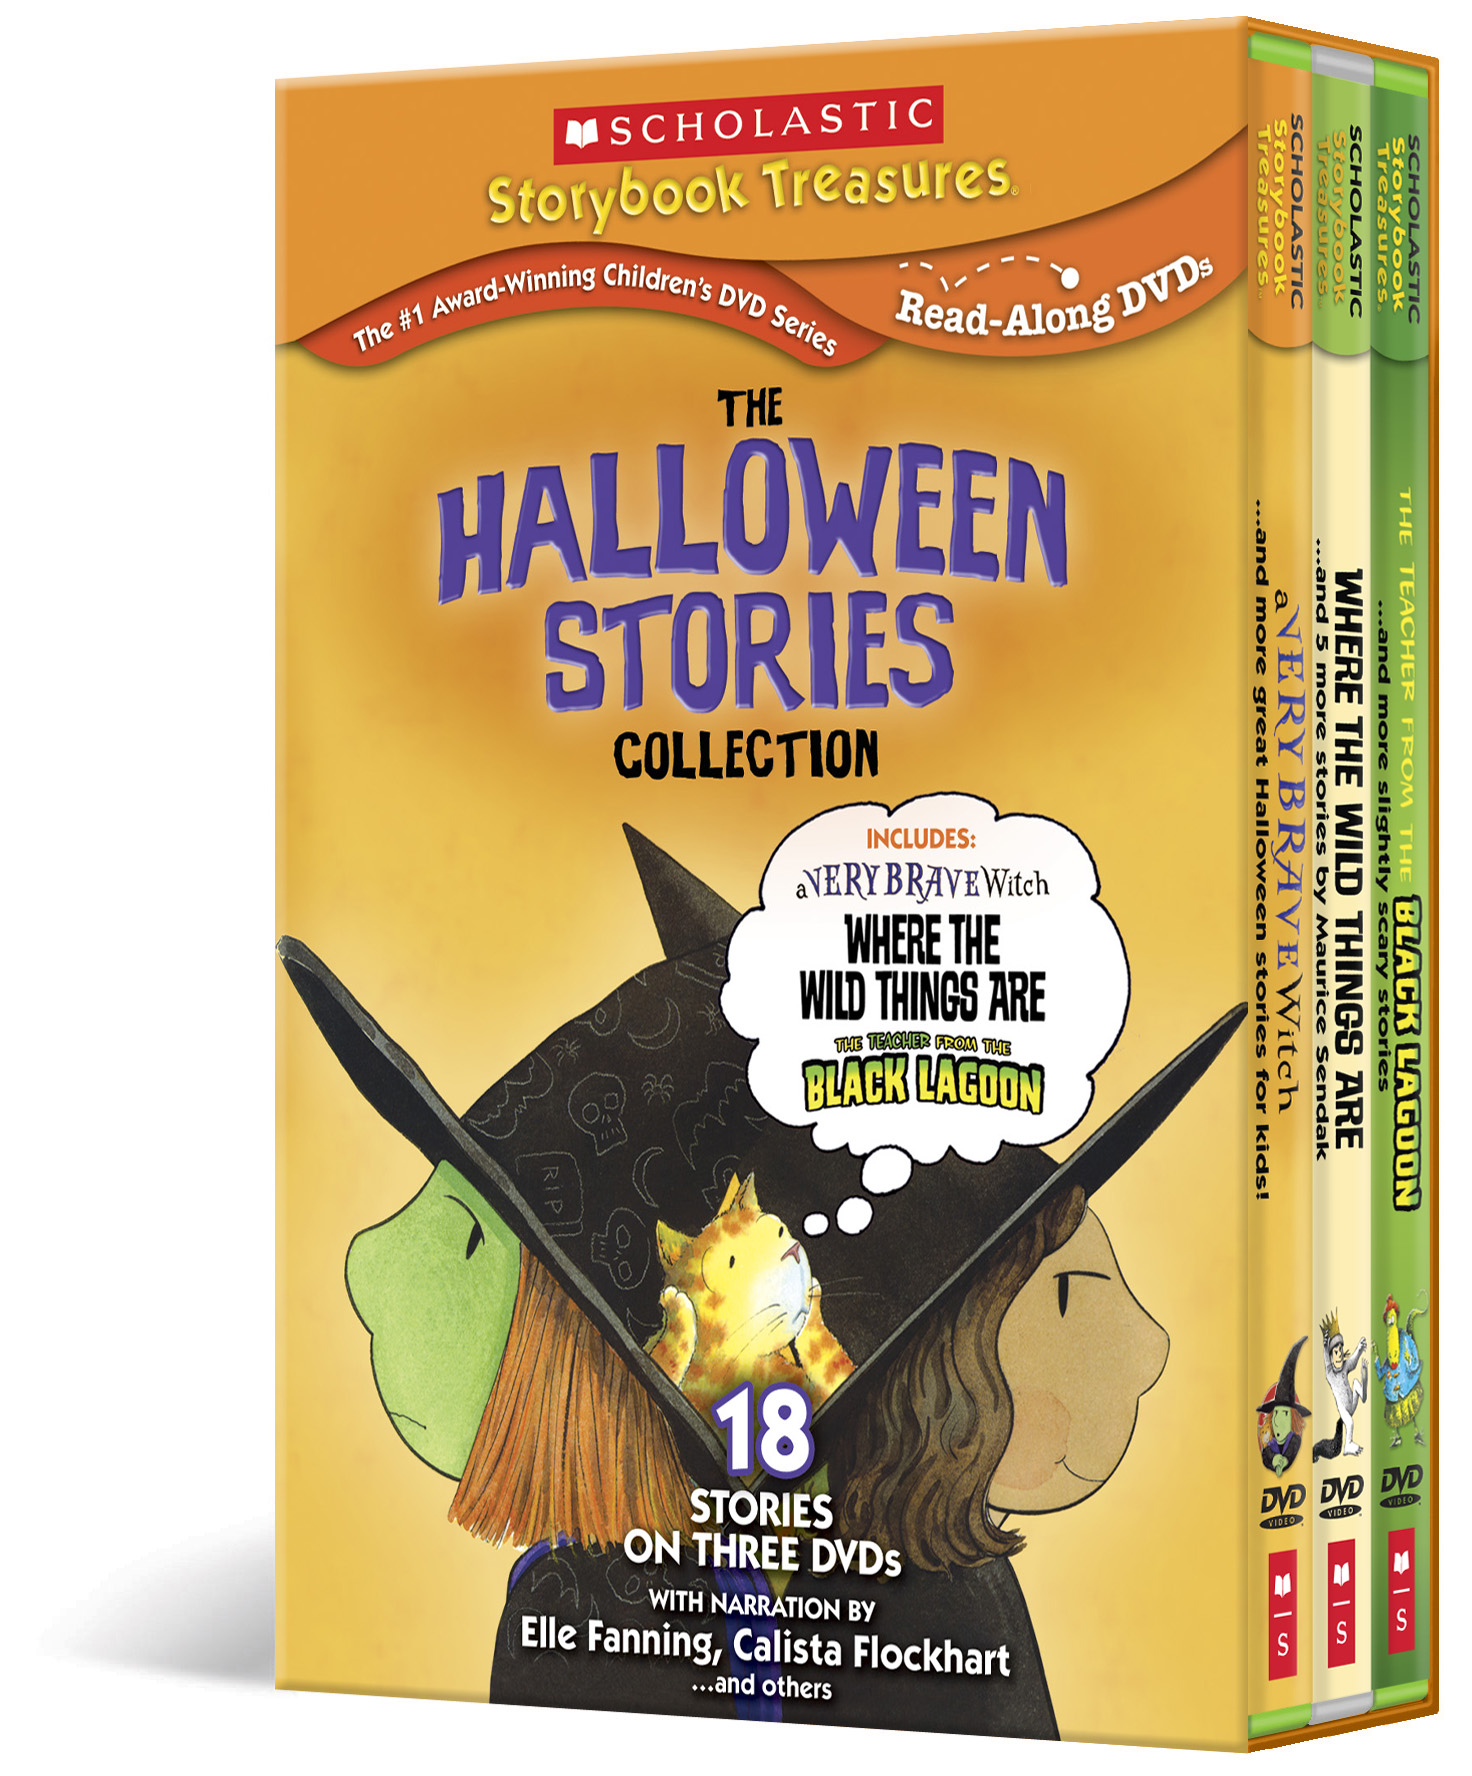 SCHOLASTIC
Storybook Treasures®
The #1 Award-Winning Children's DVD Series
Read-Along DVDs
THE
HALLOWEEN
STORIES
COLLECTION
INCLUDES:
a VERY BRAVE Witch
WHERE THE
WILD THINGS ARE
THE TEACHER FROM THE
BLACK LAGOON
RIP
18
STORIES
ON THREE DVDs
WITH NARRATION BY
Elle Fanning, Calista Flockhart
...and others
SCHOLASTIC
Storybook
Treasures
a VERY BRAVE Witch
...and more great Halloween stories for kids!
DVD
VIDEO
S
SCHOLASTIC
Storybook
Treasures
WHERE THE WILD THINGS ARE
...and 5 more stories by Maurice Sendak
DVD
VIDEO
S
SCHOLASTIC
Storybook
Treasures
THE TEACHER FROM THE BLACK LAGOON
...and more slightly scary stories
DVD
VIDEO
S